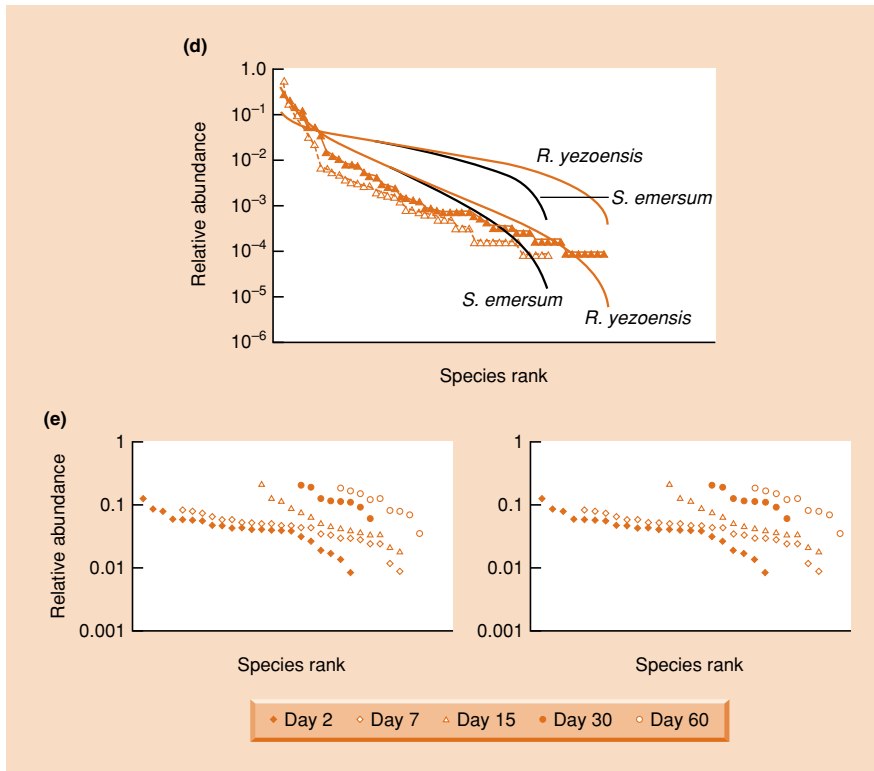 (d)
Relative abundance
1.0
10⁻¹
10⁻²
10⁻³
10⁻⁴
10⁻⁵
10⁻⁶
R. yezoensis
S. emersum
S. emersum
R. yezoensis
Species rank
(e)
Relative abundance
1
0.1
0.01
0.001
Species rank
1
0.1
0.01
0.001
Species rank
Day 2 Day 7 Day 15 Day 30 Day 60